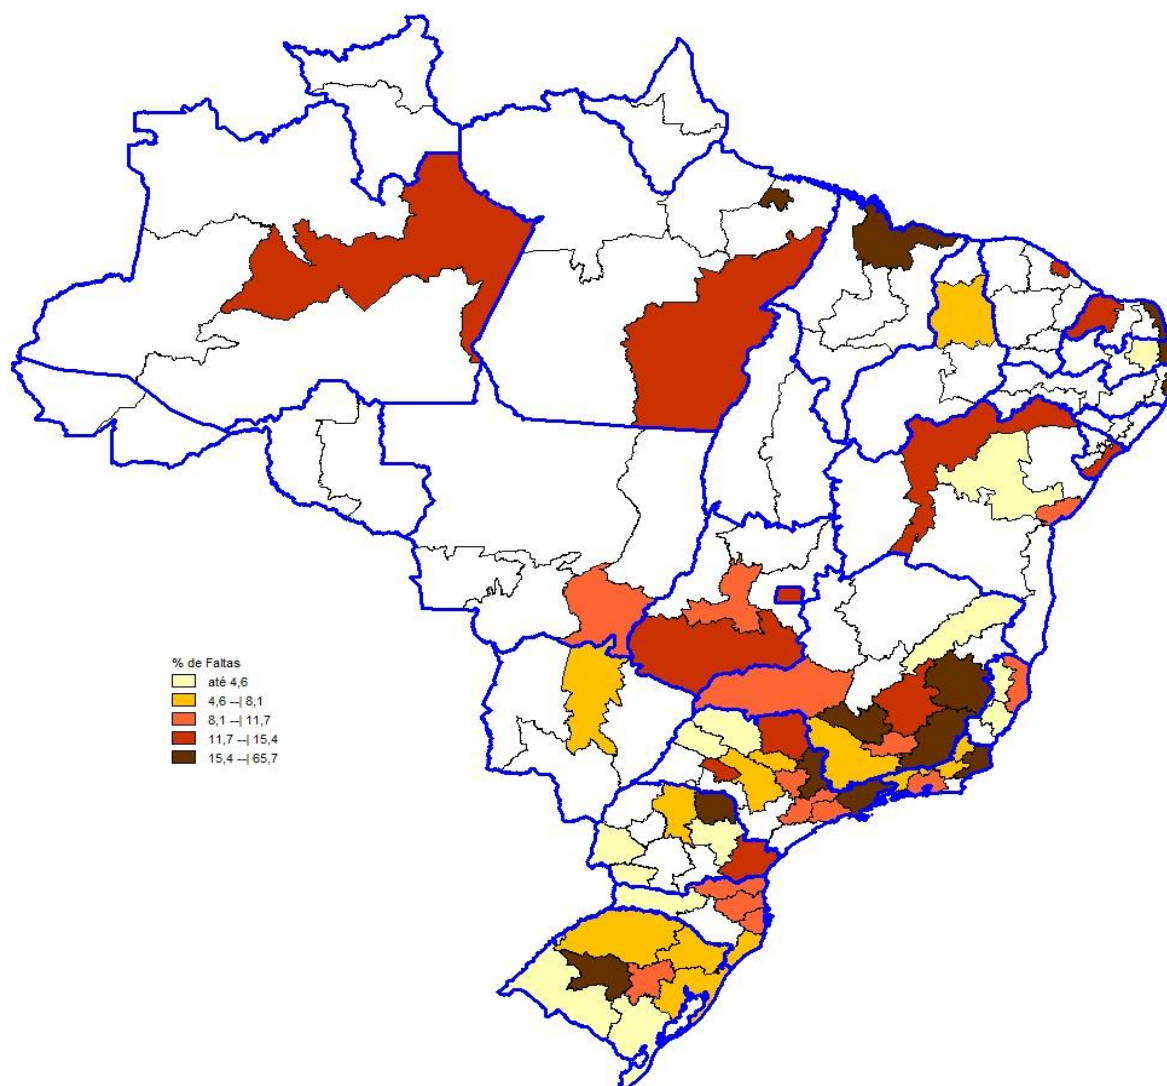 % de Faltas
até 4,6
4,6 --| 8,1
8,1 --| 11,7
11,7 --| 15,4
15,4 --| 65,7